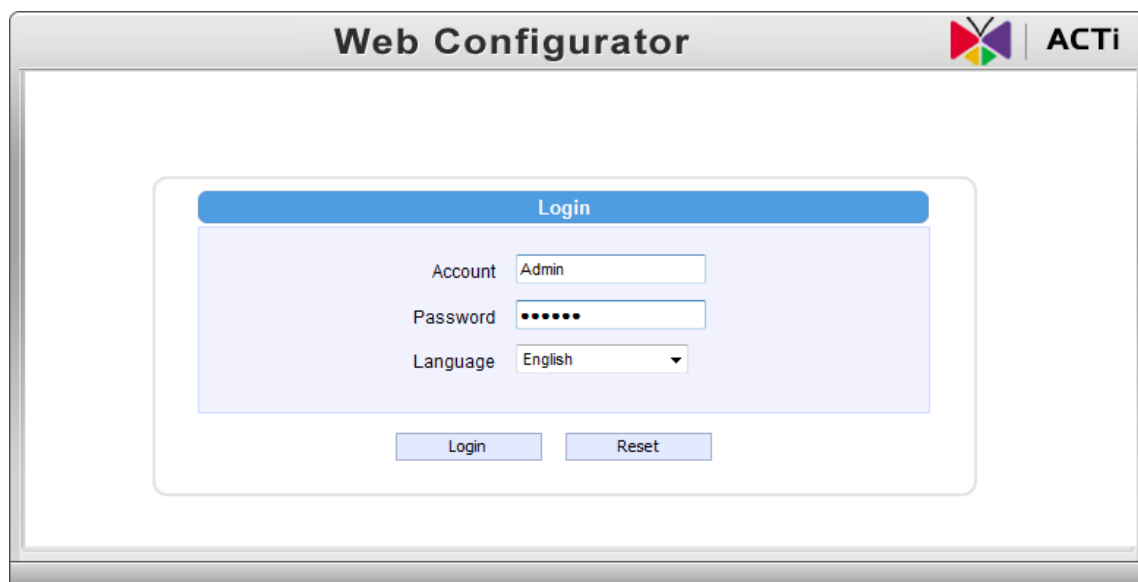 Web Configurator
ACTi
Login
Account Admin
Password ••••••
Language English
Login Reset